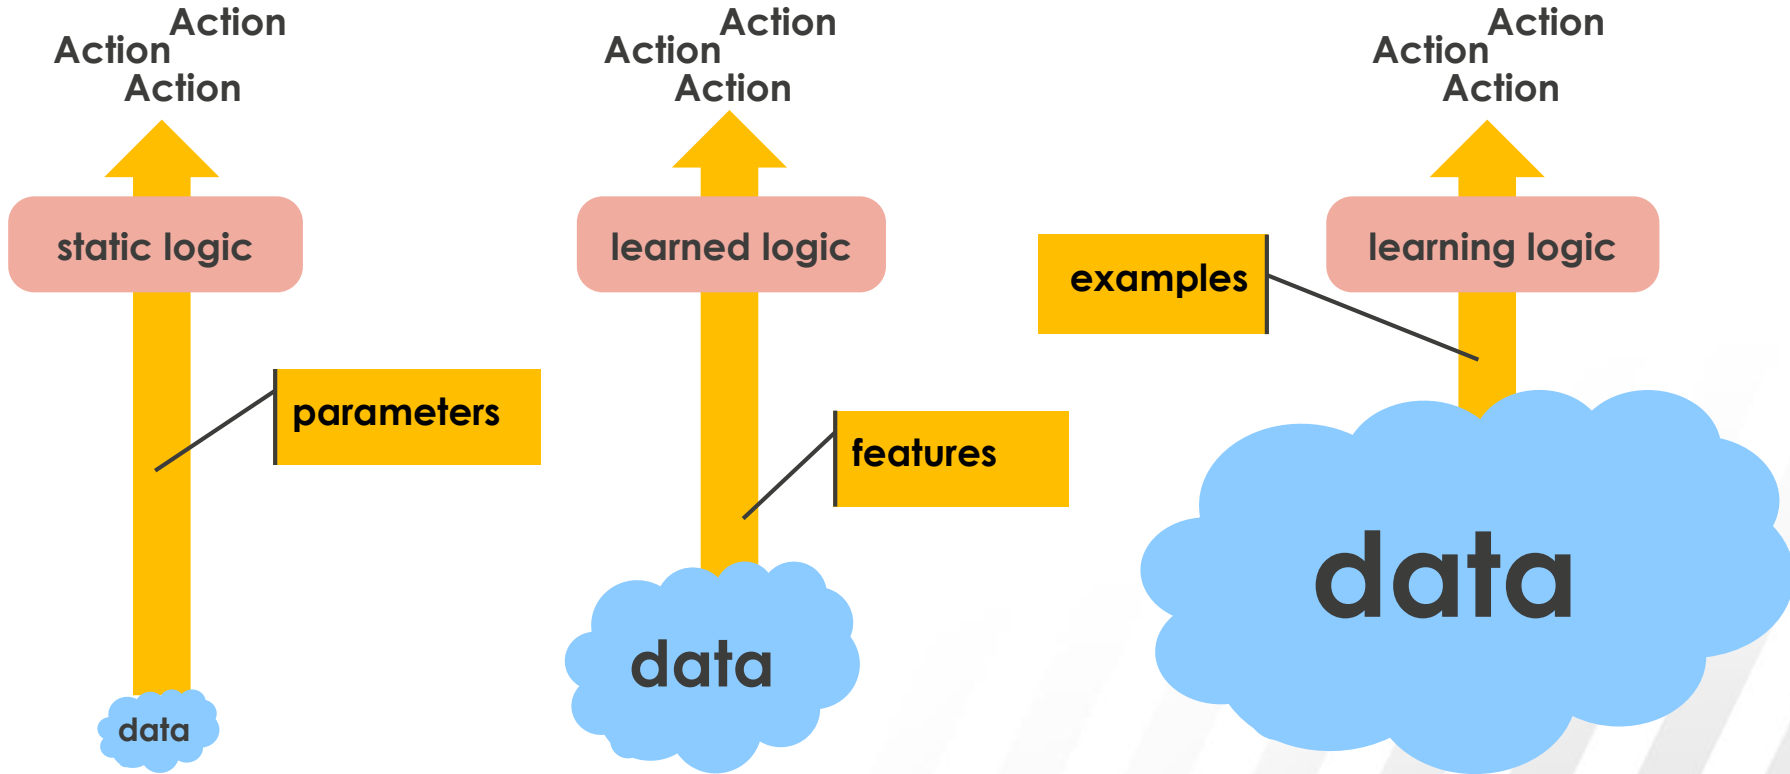 Action
Action
Action
static logic
parameters
data
Action
Action
Action
learned logic
features
data
Action
Action
Action
learning logic
examples
data